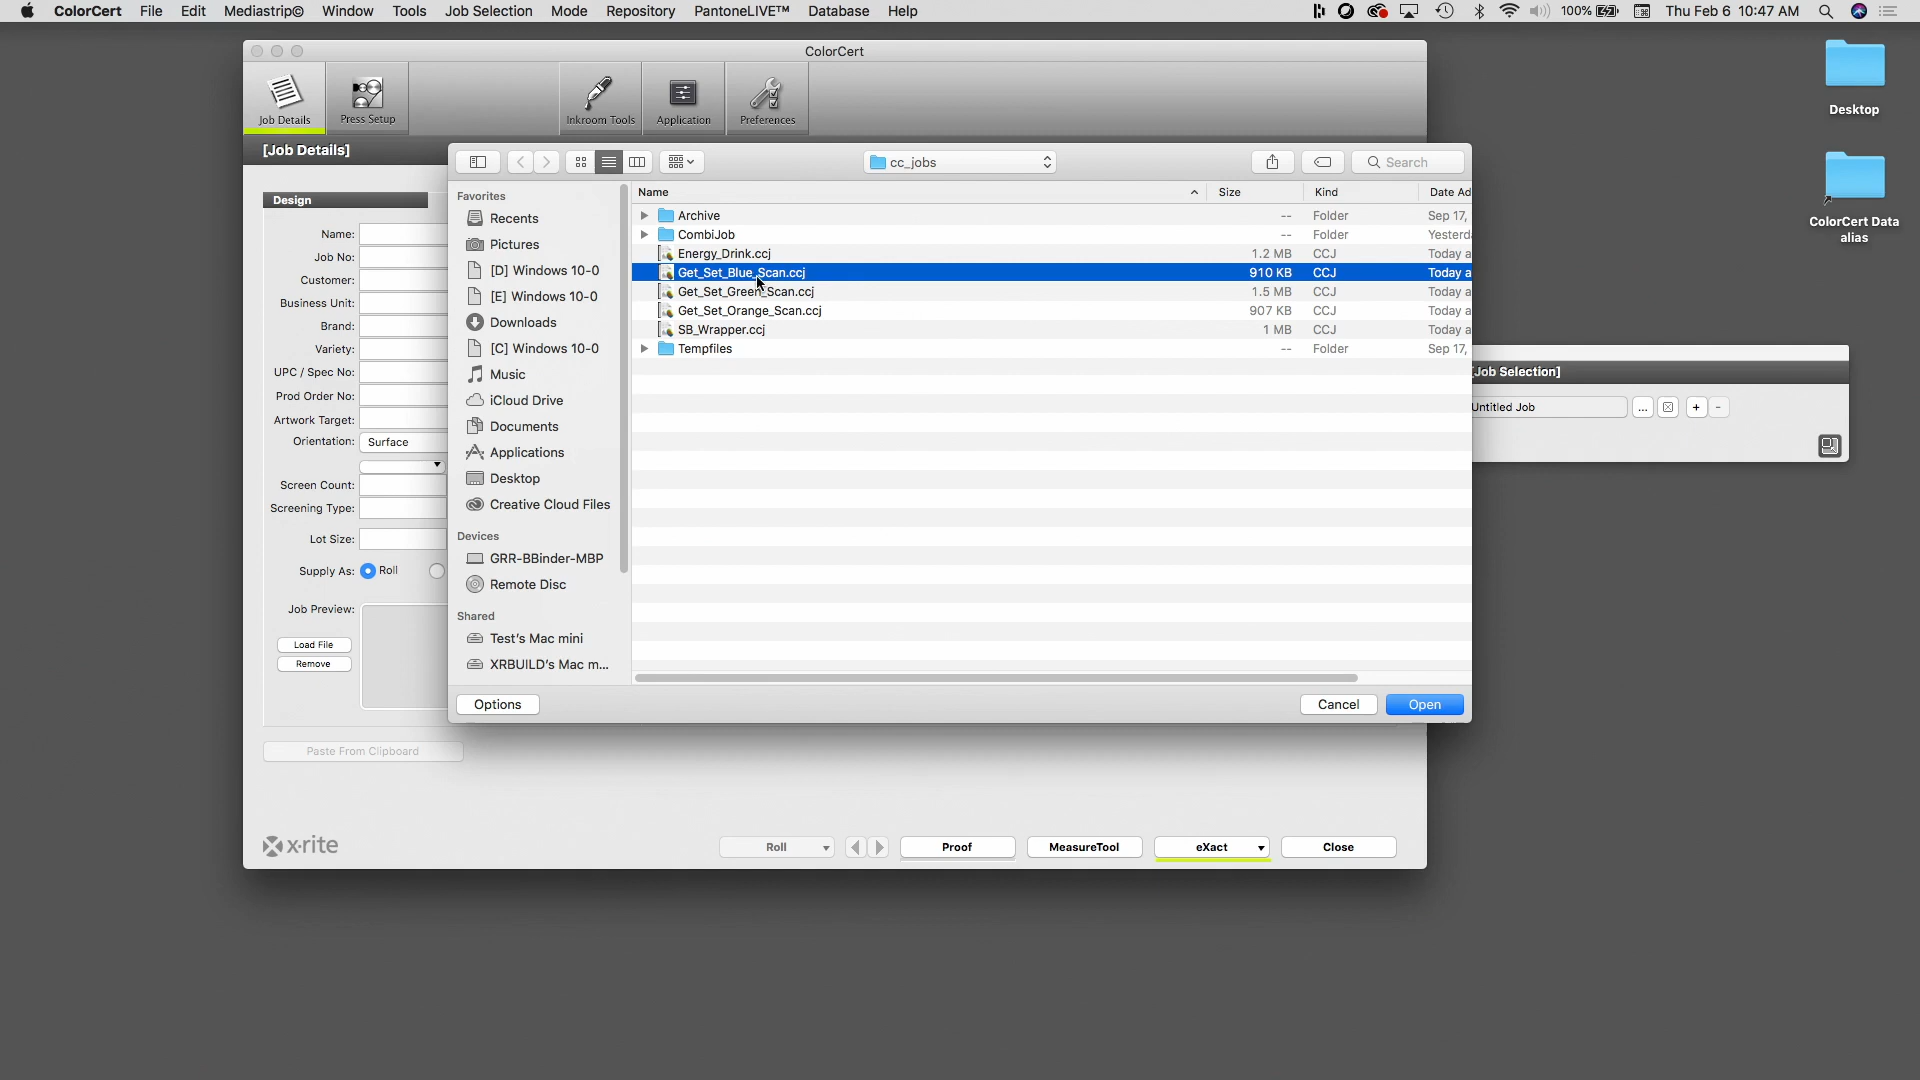 ColorCert File Edit Mediastrip© Window Tools Job Selection Mode Repository PantoneLIVE™ Database Help 100% Thu Feb 6 10:47 AM
ColorCert
Job Details
Press Setup
Inkroom Tools
Application
Preferences
Desktop
ColorCert Data
alias
[Job Details]
Design
Name:
Job No:
Customer:
Business Unit:
Brand:
Variety:
UPC / Spec No:
Prod Order No:
Artwork Target:
Orientation: Surface
Screen Count:
Screening Type:
Lot Size:
Supply As: Roll
Job Preview:
Load File
Remove
Paste From Clipboard
cc_jobs
Search
Favorites
Recents
Pictures
[D] Windows 10-0
[E] Windows 10-0
Downloads
[C] Windows 10-0
Music
iCloud Drive
Documents
Applications
Desktop
Creative Cloud Files
Devices
GRR-BBinder-MBP
Remote Disc
Shared
Test's Mac mini
XRBUILD's Mac m...
Name Size Kind Date Ad
Archive -- Folder Sep 17,
CombiJob -- Folder Yesterd
Energy_Drink.ccj 1.2 MB CCJ Today a
Get_Set_Blue_Scan.ccj 910 KB CCJ Today a
Get_Set_Green_Scan.ccj 1.5 MB CCJ Today a
Get_Set_Orange_Scan.ccj 907 KB CCJ Today a
SB_Wrapper.ccj 1 MB CCJ Today a
Tempfiles -- Folder Sep 17,
Options
Cancel
Open
[Job Selection]
Untitled Job ... + -
x-rite
Roll
Proof
MeasureTool
eXact
Close